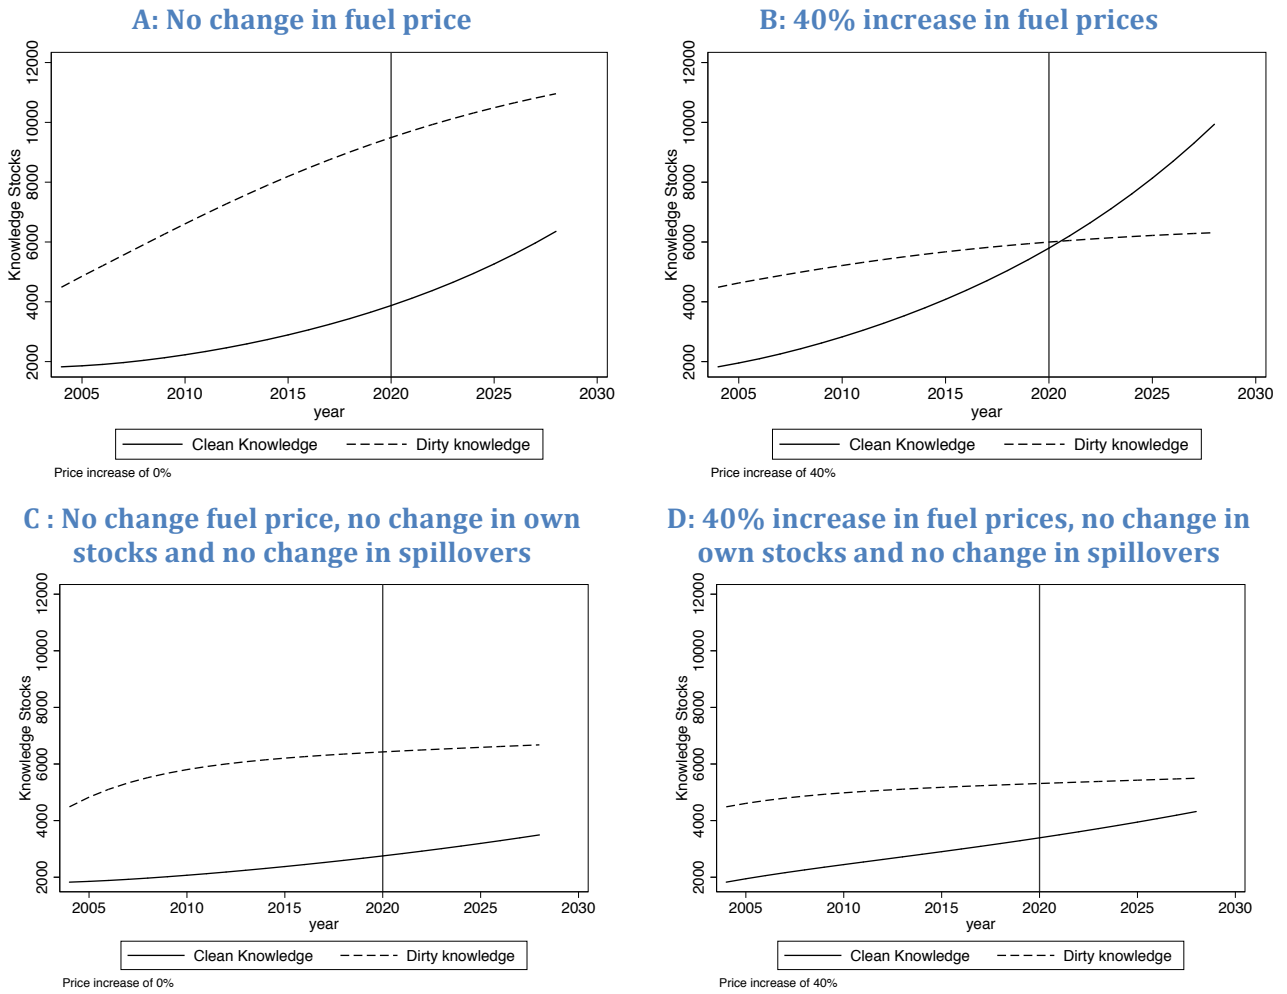 A: No change in fuel price
12000
10000
8000
6000
4000
2000
Knowledge Stocks
2005 2010 2015 2020 2025 2030
year
Clean Knowledge Dirty knowledge
Price increase of 0%
B: 40% increase in fuel prices
12000
10000
8000
6000
4000
2000
Knowledge Stocks
2005 2010 2015 2020 2025 2030
year
Clean Knowledge Dirty knowledge
Price increase of 40%
C : No change fuel price, no change in own
stocks and no change in spillovers
12000
10000
8000
6000
4000
2000
Knowledge Stocks
2005 2010 2015 2020 2025 2030
year
Clean Knowledge Dirty knowledge
Price increase of 0%
D: 40% increase in fuel prices, no change in
own stocks and no change in spillovers
12000
10000
8000
6000
4000
2000
Knowledge Stocks
2005 2010 2015 2020 2025 2030
year
Clean Knowledge Dirty knowledge
Price increase of 40%